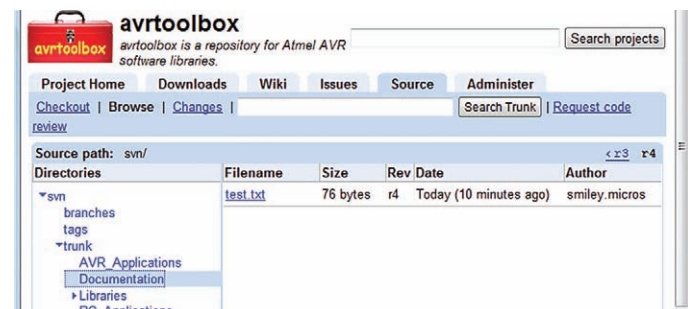 avrtoolbox
avrtoolbox
avrtoolbox is a repository for Atmel AVR
software libraries.
Search projects
Project Home Downloads Wiki Issues Source Administer
Checkout | Browse | Changes | Search Trunk | Request code
review
Source path: svn/ ‹r3 r4
Directories Filename Size Rev Date Author
svn test.txt 76 bytes r4 Today (10 minutes ago) smiley.micros
branches
tags
trunk
AVR_Applications
Documentation
Libraries